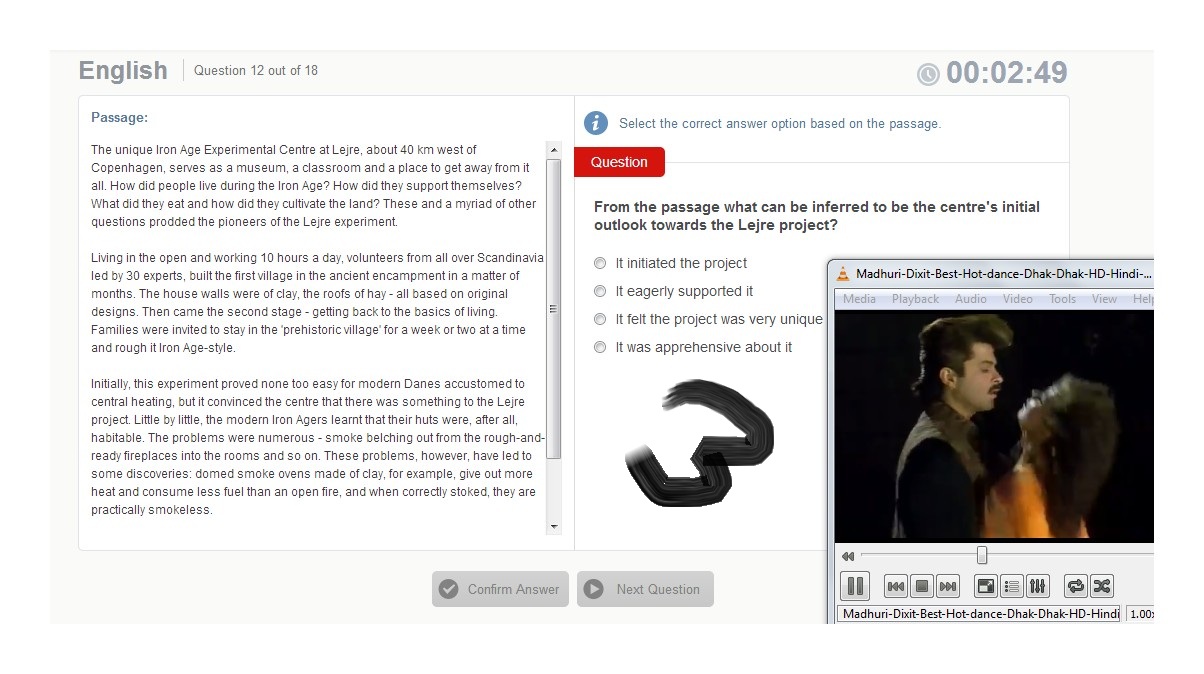 English
Question 12 out of 18
00:02:49
Passage:
The unique Iron Age Experimental Centre at Lejre, about 40 km west of
Copenhagen, serves as a museum, a classroom and a place to get away from it
all. How did people live during the Iron Age? How did they support themselves?
What did they eat and how did they cultivate the land? These and a myriad of other
questions prodded the pioneers of the Lejre experiment.
Living in the open and working 10 hours a day, volunteers from all over Scandinavia
led by 30 experts, built the first village in the ancient encampment in a matter of
months. The house walls were of clay, the roofs of hay - all based on original
designs. Then came the second stage - getting back to the basics of living.
Families were invited to stay in the 'prehistoric village' for a week or two at a time
and rough it Iron Age-style.
Initially, this experiment proved none too easy for modern Danes accustomed to
central heating, but it convinced the centre that there was something to the Lejre
project. Little by little, the modern Iron Agers learnt that their huts were, after all,
habitable. The problems were numerous - smoke belching out from the rough-and-
ready fireplaces into the rooms and so on. These problems, however, have led to
some discoveries: domed smoke ovens made of clay, for example, give out more
heat and consume less fuel than an open fire, and when correctly stoked, they are
practically smokeless.
Select the correct answer option based on the passage.
Question
From the passage what can be inferred to be the centre's initial
outlook towards the Lejre project?
It initiated the project
It eagerly supported it
It felt the project was very unique
It was apprehensive about it
Confirm Answer
Next Question
Madhuri-Dixit-Best-Hot-dance-Dhak-Dhak-HD-Hindi-...
Media Playback Audio Video Tools View Help
Madhuri-Dixit-Best-Hot-dance-Dhak-Dhak-HD-Hindi
1.00x